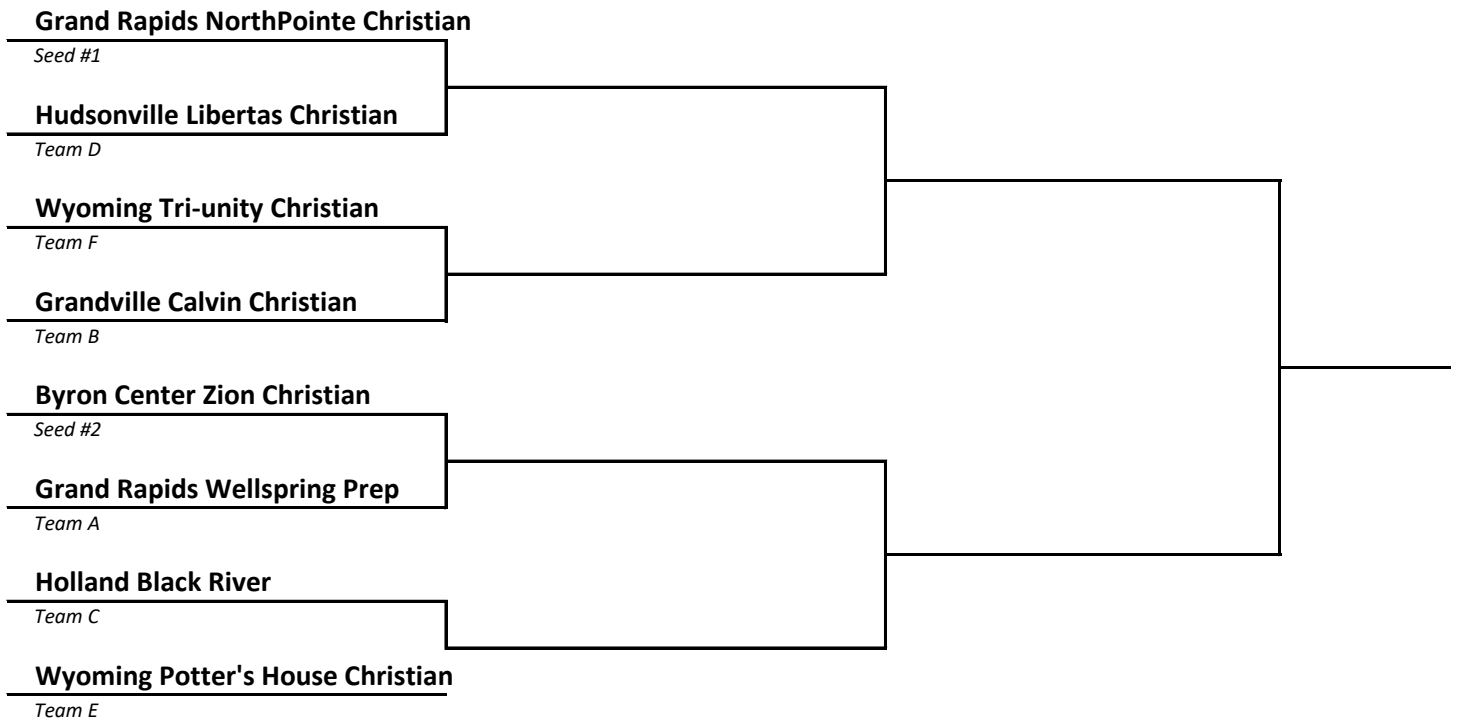 Grand Rapids NorthPointe Christian
Seed #1
Hudsonville Libertas Christian
Team D
Wyoming Tri-unity Christian
Team F
Grandville Calvin Christian
Team B
Byron Center Zion Christian
Seed #2
Grand Rapids Wellspring Prep
Team A
Holland Black River
Team C
Wyoming Potter's House Christian
Team E